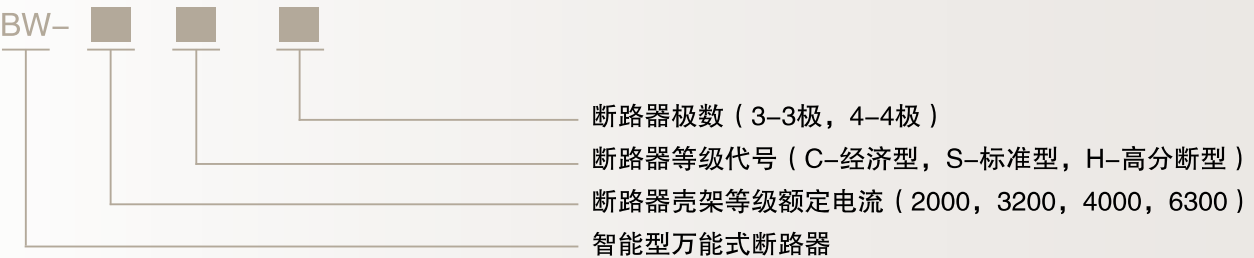 BW-
断路器极数（3-3极，4-4极）
断路器等级代号（C-经济型，S-标准型，H-高分断型）
断路器壳架等级额定电流（2000，3200，4000，6300）
智能型万能式断路器